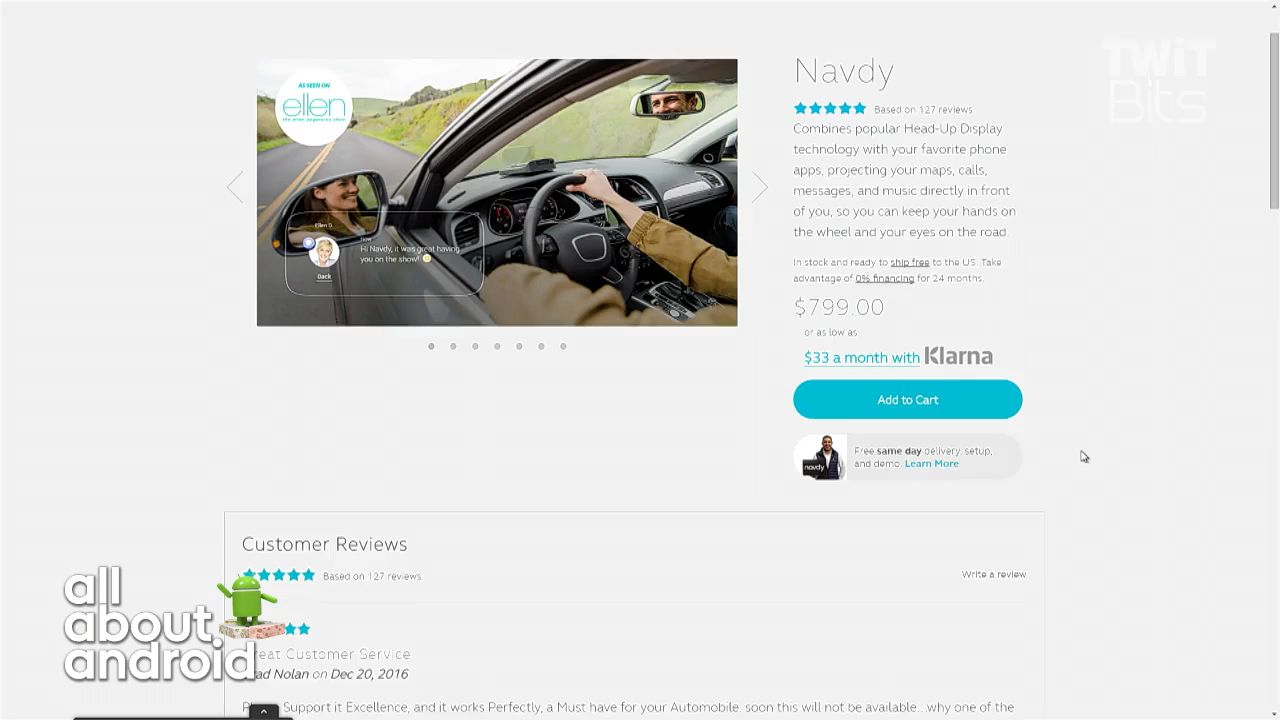 TWiT
Bits
Navdy
AS SEEN ON
ellen
the ellen degeneres show
Based on 127 reviews
Combines popular Head-Up Display
technology with your favorite phone
apps, projecting your maps, calls,
messages, and music directly in front
of you, so you can keep your hands on
the wheel and your eyes on the road.
Ellen D.
Now
Hi Navdy, it was great having
you on the show!
Dack
In stock and ready to ship free to the US. Take
advantage of 0% financing for 24 months.
$799.00
or as low as
$33 a month with Klarna
Add to Cart
navdy
Free same day delivery, setup,
and demo. Learn More
Customer Reviews
Based on 127 reviews
Write a review
all
about
android
reat Customer Service
ad Nolan on Dec 20, 2016
Support it Excellence, and it works Perfectly, a Must have for your Automobile. soon this will not be available...why one of the